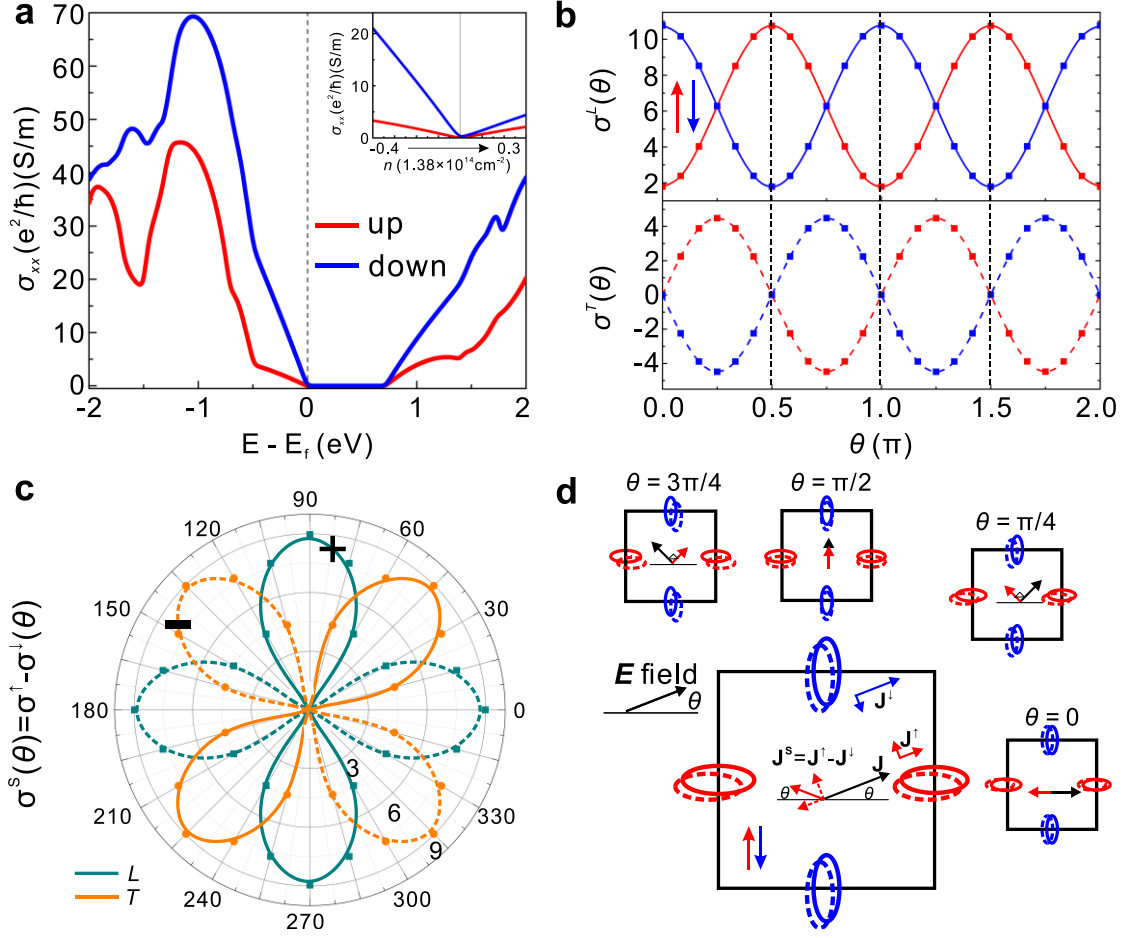 a
70
60
50
40
30
20
10
0
σxx (e²/ħ)(S/m)
-2
-1
0
1
2
E - Ef (eV)
up
down
20
10
0
σxx (e²/ħ)(S/m)
-0.4
0.3
n (1.38×10¹⁴cm⁻²)
b
10
8
6
4
2
σᴸ(θ)
4
2
0
-2
-4
σᵀ(θ)
0.0
0.5
1.0
1.5
2.0
θ (π)
c
90
120
60
150
30
180
0
210
330
240
300
270
3
6
9
+
−
σˢ(θ)=σ↑-σ↓(θ)
L
T
d
θ = 3π/4
θ = π/2
θ = π/4
θ = 0
E field
θ
J↓
J↑
Jˢ=J↑-J↓
J
θ
θ